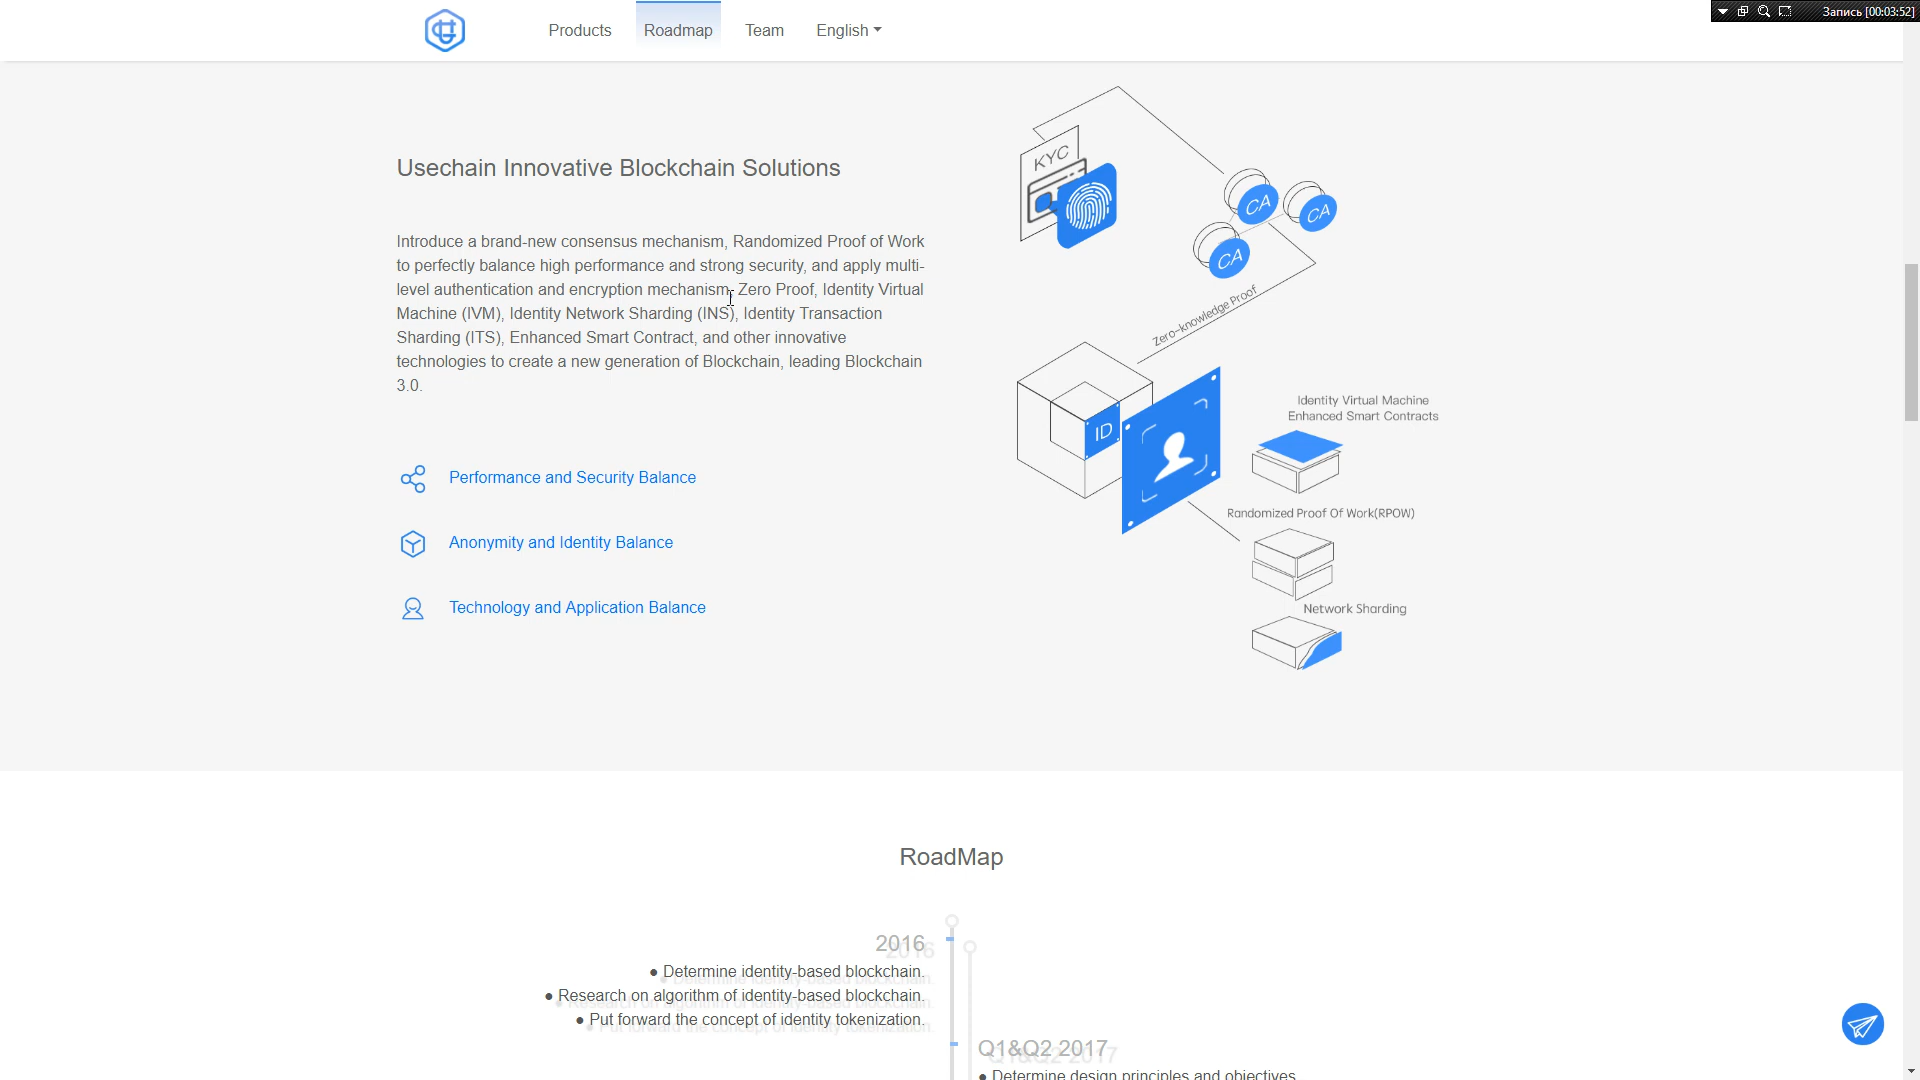 Products
Roadmap
Team
English
Запись [00:03:52]
Usechain Innovative Blockchain Solutions
Introduce a brand-new consensus mechanism, Randomized Proof of Work
to perfectly balance high performance and strong security, and apply multi-
level authentication and encryption mechanism, Zero Proof, Identity Virtual
Machine (IVM), Identity Network Sharding (INS), Identity Transaction
Sharding (ITS), Enhanced Smart Contract, and other innovative
technologies to create a new generation of Blockchain, leading Blockchain
3.0.
Performance and Security Balance
Anonymity and Identity Balance
Technology and Application Balance
KYC
CA
CA
CA
Zero-knowledge Proof
ID
Identity Virtual Machine
Enhanced Smart Contracts
Randomized Proof Of Work(RPOW)
Network Sharding
RoadMap
2016
● Determine identity-based blockchain.
● Research on algorithm of identity-based blockchain.
● Put forward the concept of identity tokenization.
Q1&Q2 2017
● Determine design principles and objectives